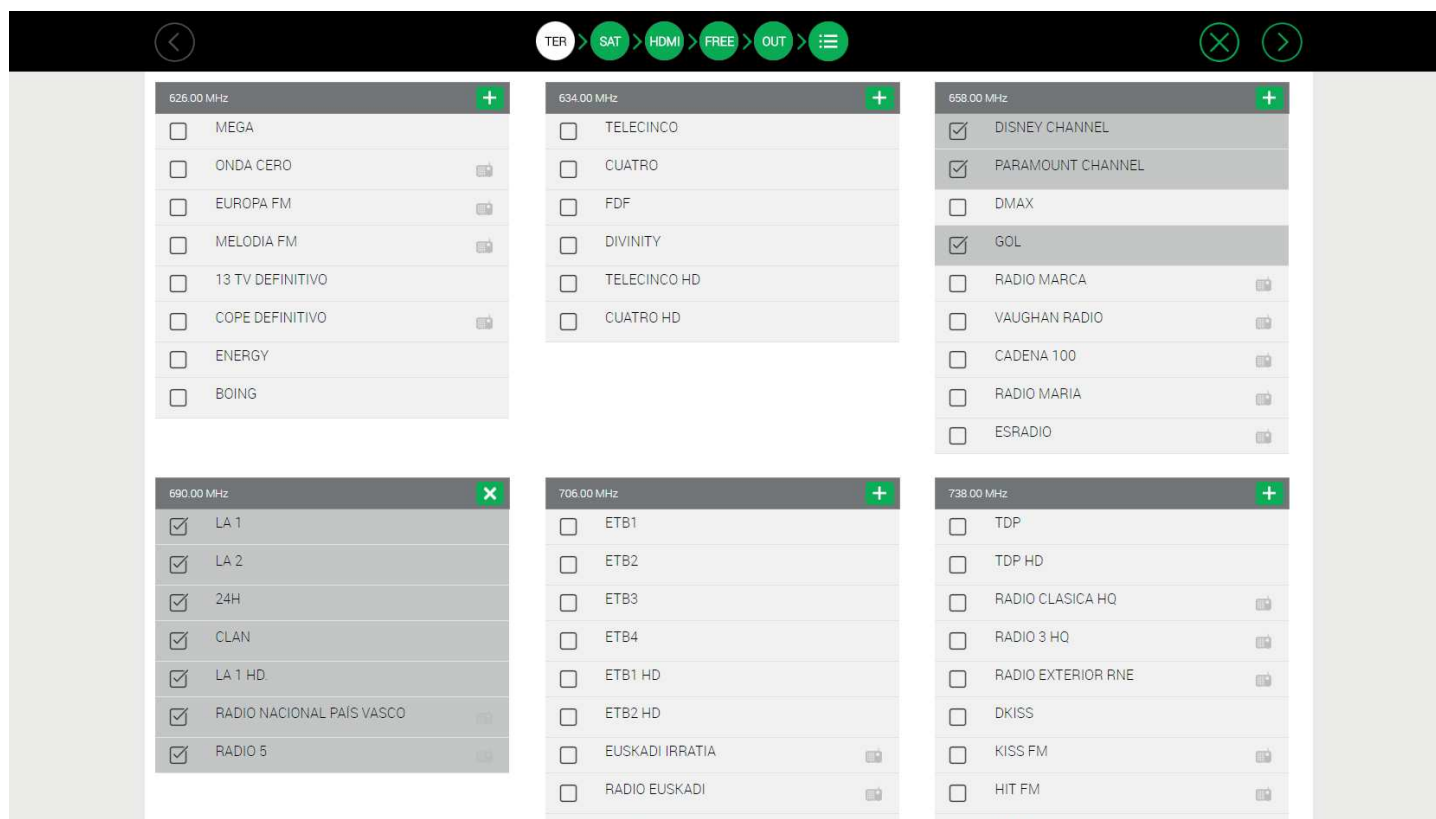 TER > SAT > HDMI > FREE > OUT >
626.00 MHz
MEGA
ONDA CERO
EUROPA FM
MELODIA FM
13 TV DEFINITIVO
COPE DEFINITIVO
ENERGY
BOING
634.00 MHz
TELECINCO
CUATRO
FDF
DIVINITY
TELECINCO HD
CUATRO HD
658.00 MHz
DISNEY CHANNEL
PARAMOUNT CHANNEL
DMAX
GOL
RADIO MARCA
VAUGHAN RADIO
CADENA 100
RADIO MARIA
ESRADIO
690.00 MHz
LA 1
LA 2
24H
CLAN
LA 1 HD.
RADIO NACIONAL PAÍS VASCO
RADIO 5
706.00 MHz
ETB1
ETB2
ETB3
ETB4
ETB1 HD
ETB2 HD
EUSKADI IRRATIA
RADIO EUSKADI
738.00 MHz
TDP
TDP HD
RADIO CLASICA HQ
RADIO 3 HQ
RADIO EXTERIOR RNE
DKISS
KISS FM
HIT FM